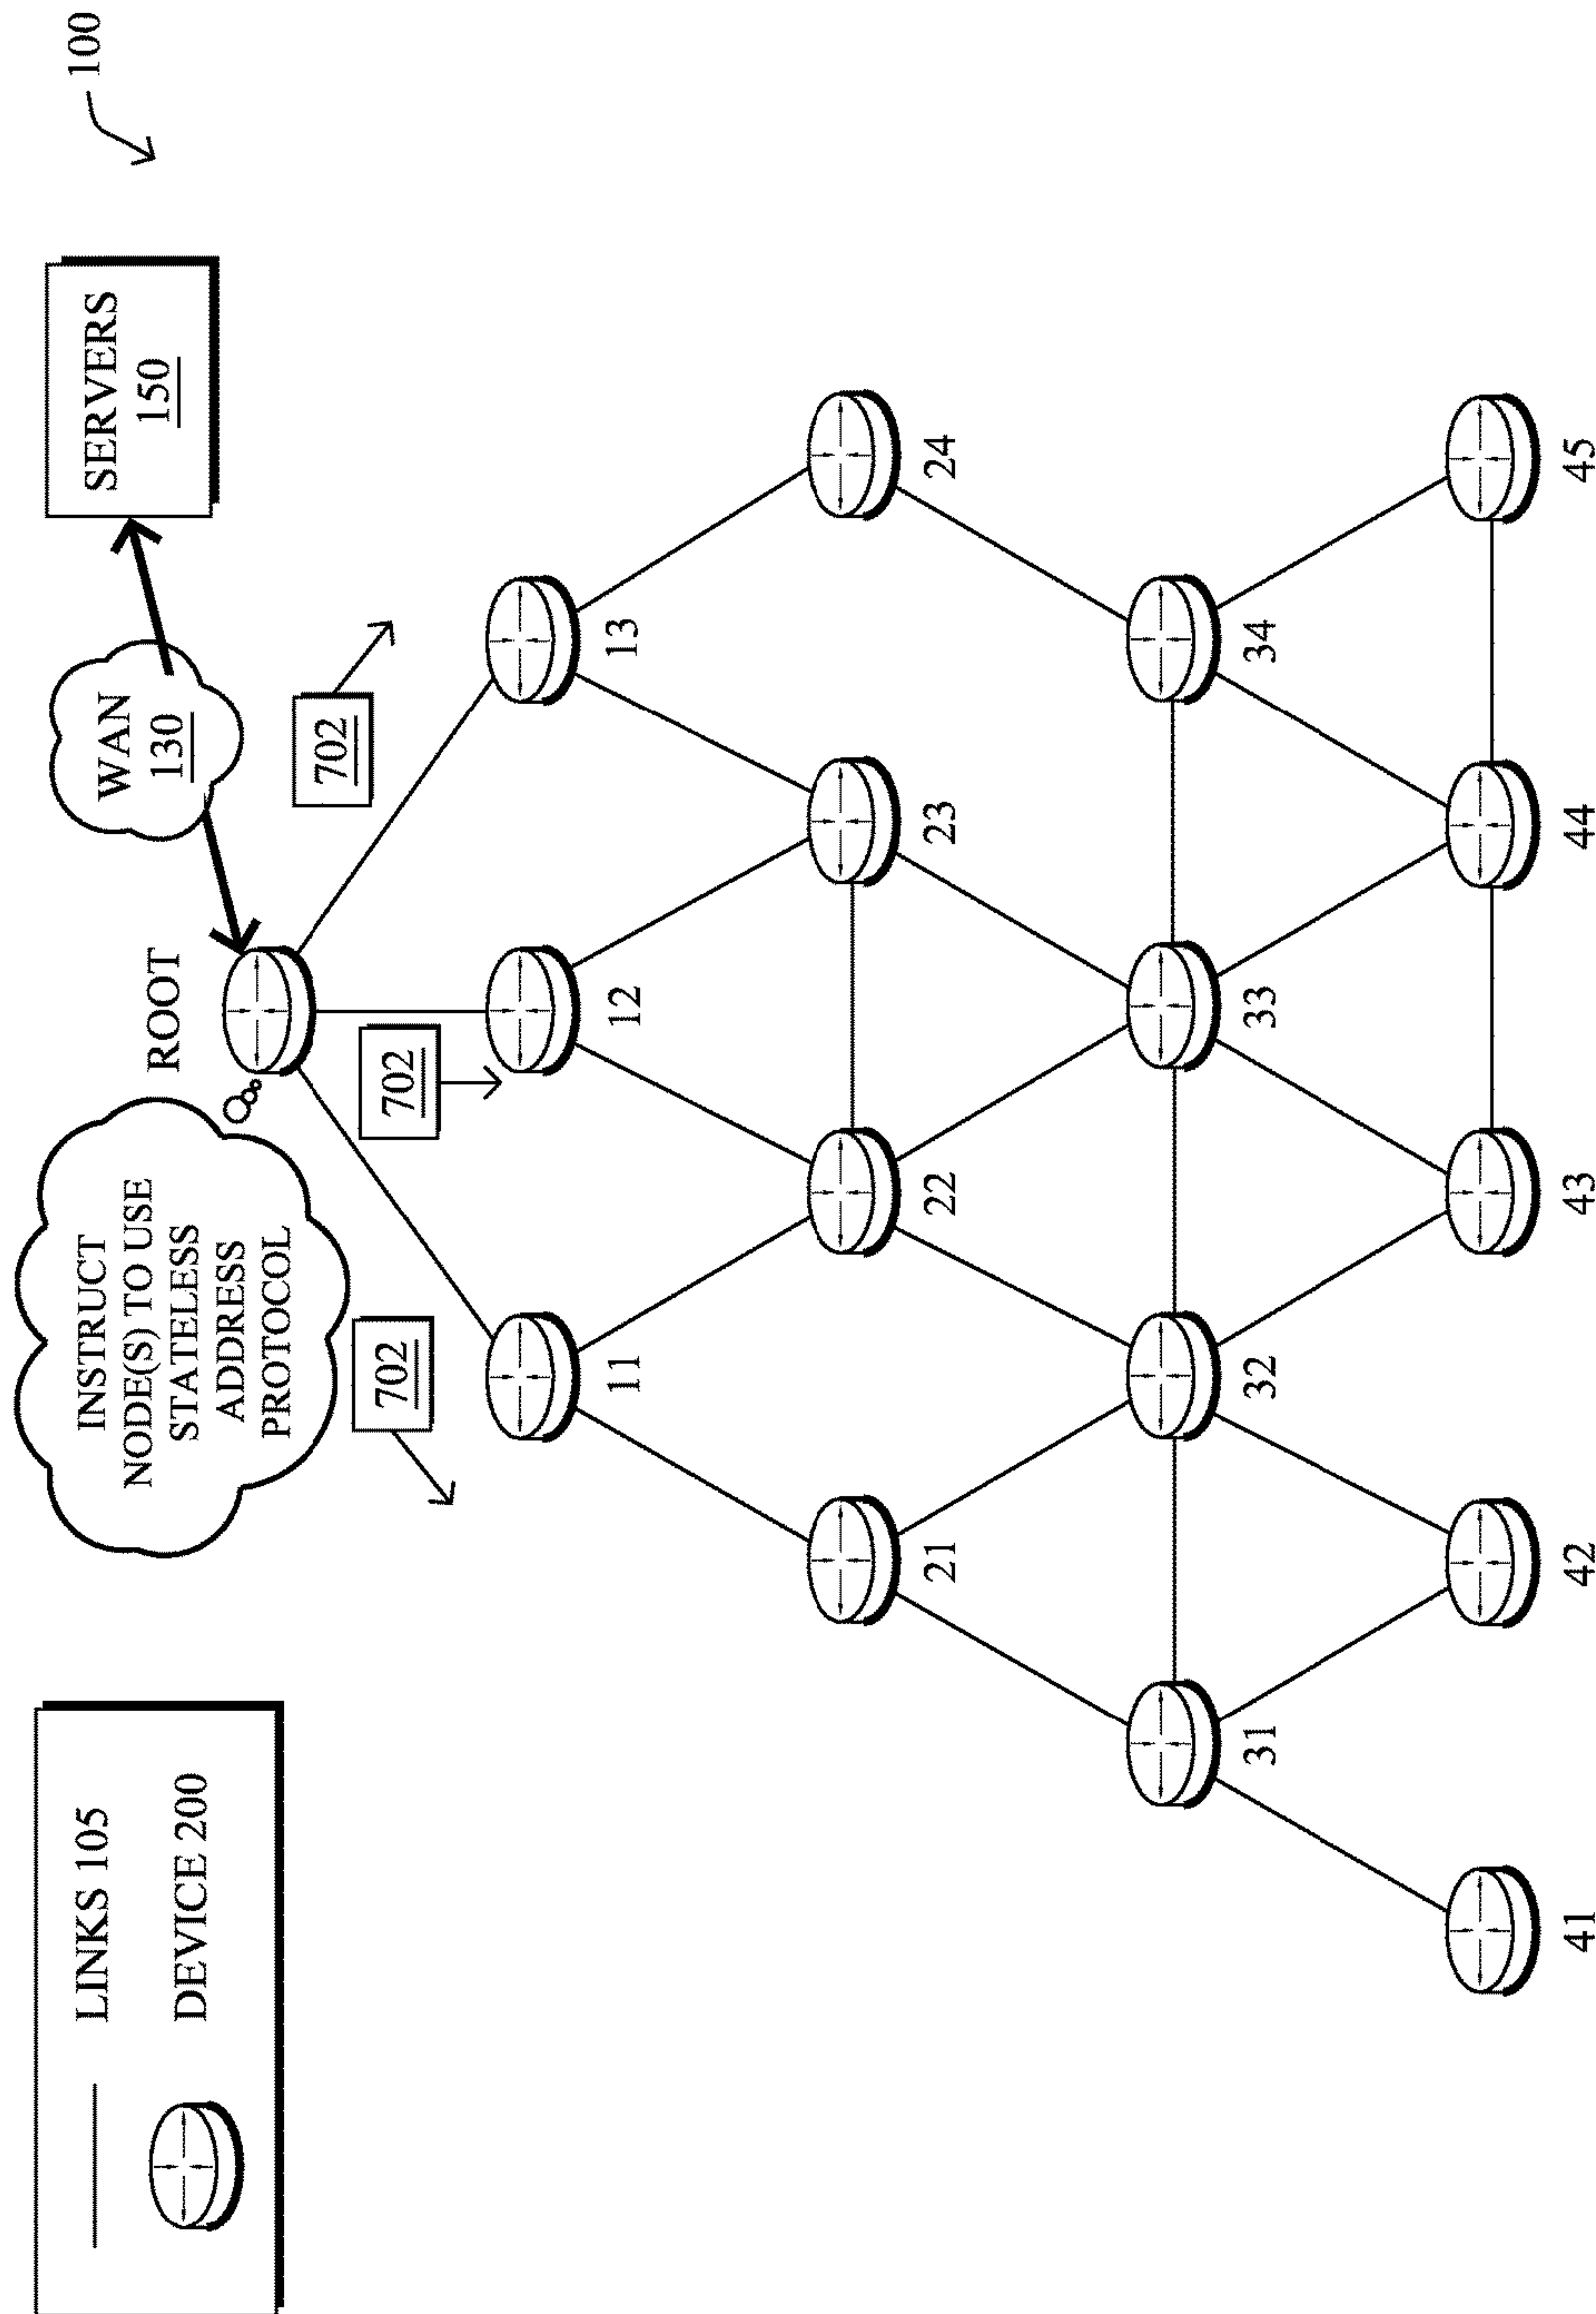 100
LINKS 105
DEVICE 200
INSTRUCT
NODE(S) TO USE
STATELESS
ADDRESS
PROTOCOL
ROOT
WAN
130
SERVERS
150
702
702
702
11
12
13
21
22
23
24
31
32
33
34
41
42
43
44
45